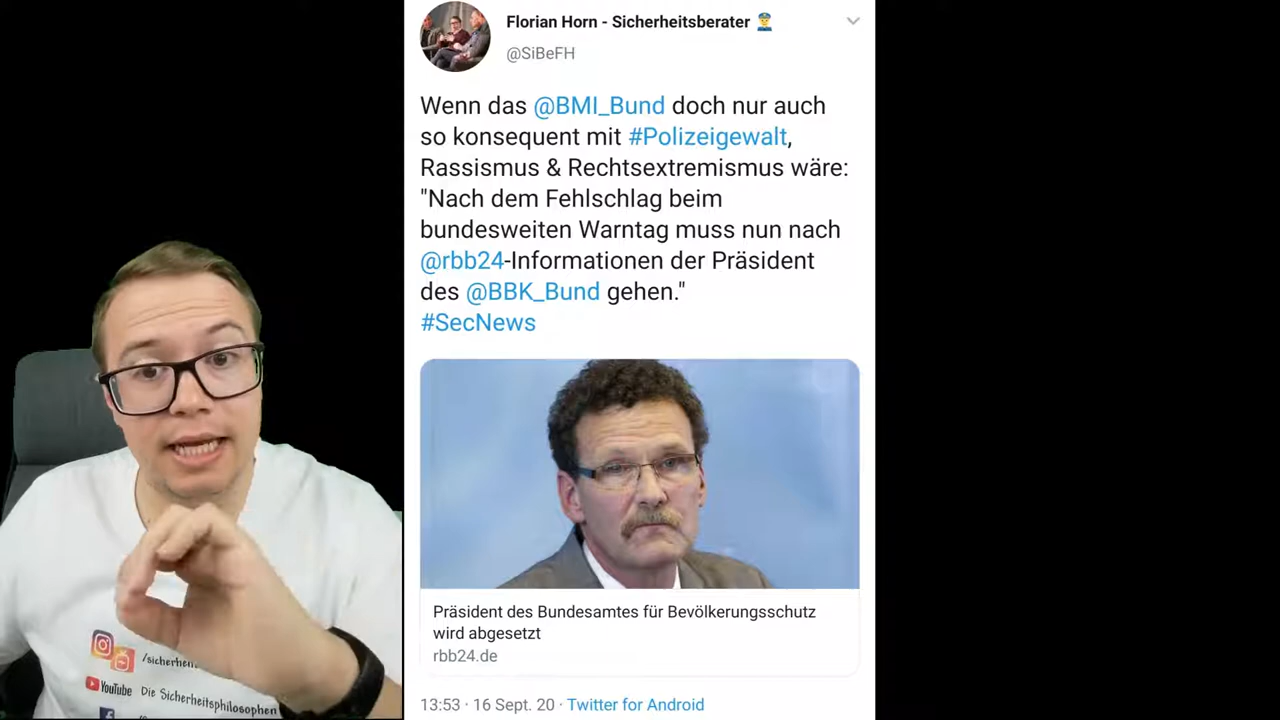 Florian Horn - Sicherheitsberater 👮‍♂️
@SiBeFH
Wenn das @BMI_Bund doch nur auch
so konsequent mit #Polizeigewalt,
Rassismus & Rechtsextremismus wäre:
"Nach dem Fehlschlag beim
bundesweiten Warntag muss nun nach
@rbb24-Informationen der Präsident
des @BBK_Bund gehen."
#SecNews
Präsident des Bundesamtes für Bevölkerungsschutz
wird abgesetzt
rbb24.de
13:53 · 16 Sept. 20 · Twitter for Android
YouTube Die Sicherheitsphilosophen